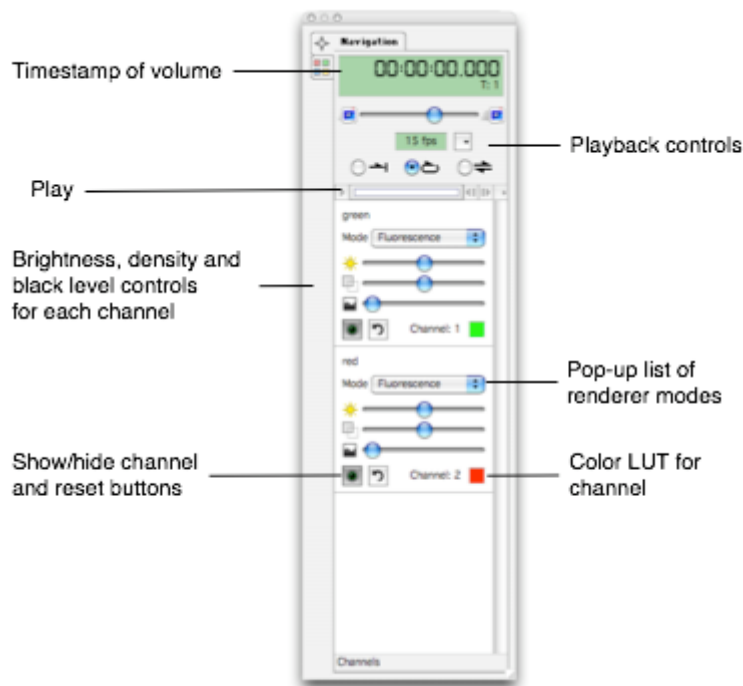 Navigation
Timestamp of volume
00:00:00.000
T: 1
15 fps
Playback controls
Play
green
Mode Fluorescence
Brightness, density and
black level controls
for each channel
Channel: 1
red
Mode Fluorescence
Pop-up list of
renderer modes
Show/hide channel
and reset buttons
Channel: 2
Color LUT for
channel
Channels